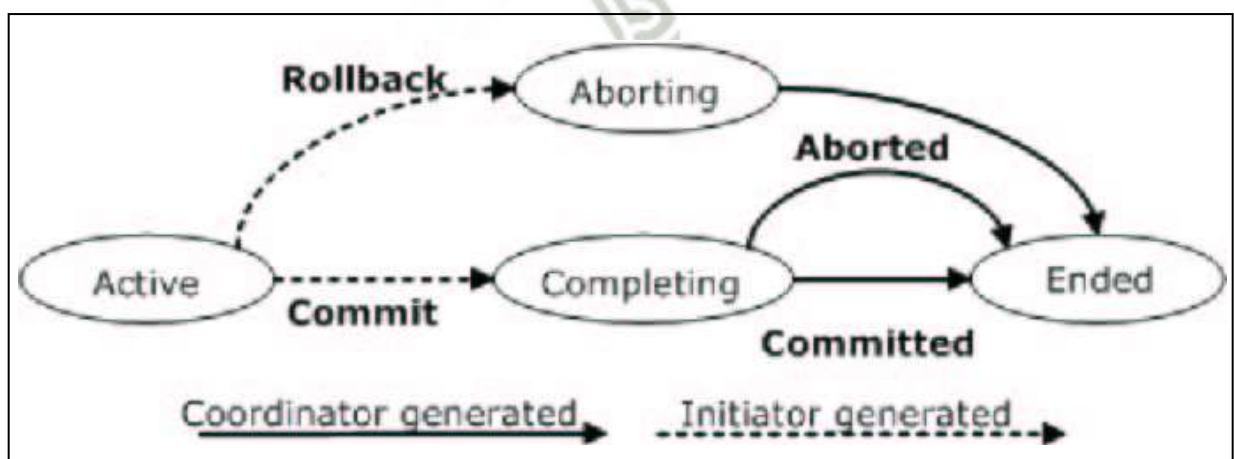 Rollback
Aborting
Aborted
Active
Completing
Ended
Commit
Committed
Coordinator generated
Initiator generated